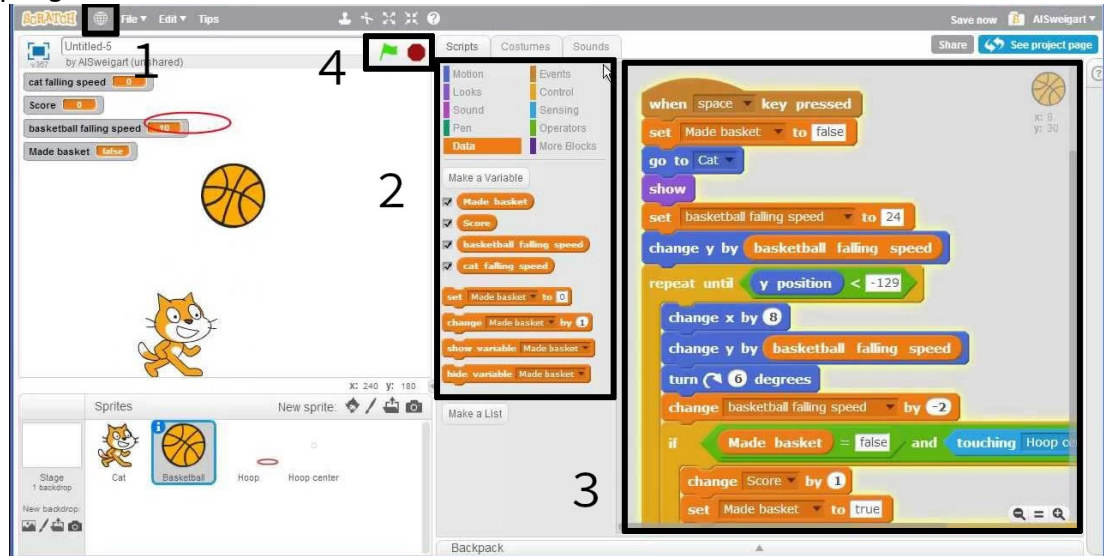 SCRATCH File Edit Tips Save now AlSweigart
1
4
Untitled-5
v367 by AlSweigart (unshared)
Scripts Costumes Sounds
Share See project page
cat falling speed 0
Score 0
basketball falling speed 10
Made basket false
2
Motion Events
Looks Control
Sound Sensing
Pen Operators
Data More Blocks
Make a Variable
Made basket
Score
basketball falling speed
cat falling speed
set Made basket to 0
change Made basket by 1
show variable Made basket
hide variable Made basket
Make a List
x: 8
y: 30
when space key pressed
set Made basket to false
go to Cat
show
set basketball falling speed to 24
change y by basketball falling speed
repeat until y position < -129
change x by 8
change y by basketball falling speed
turn 6 degrees
change basketball falling speed by -2
if Made basket = false and touching Hoop ce
change Score by 1
set Made basket to true
3
X: 240 y: 180
Sprites New sprite:
Stage
1 backdrop
New backdrop:
Cat Basketball Hoop Hoop center
Backpack